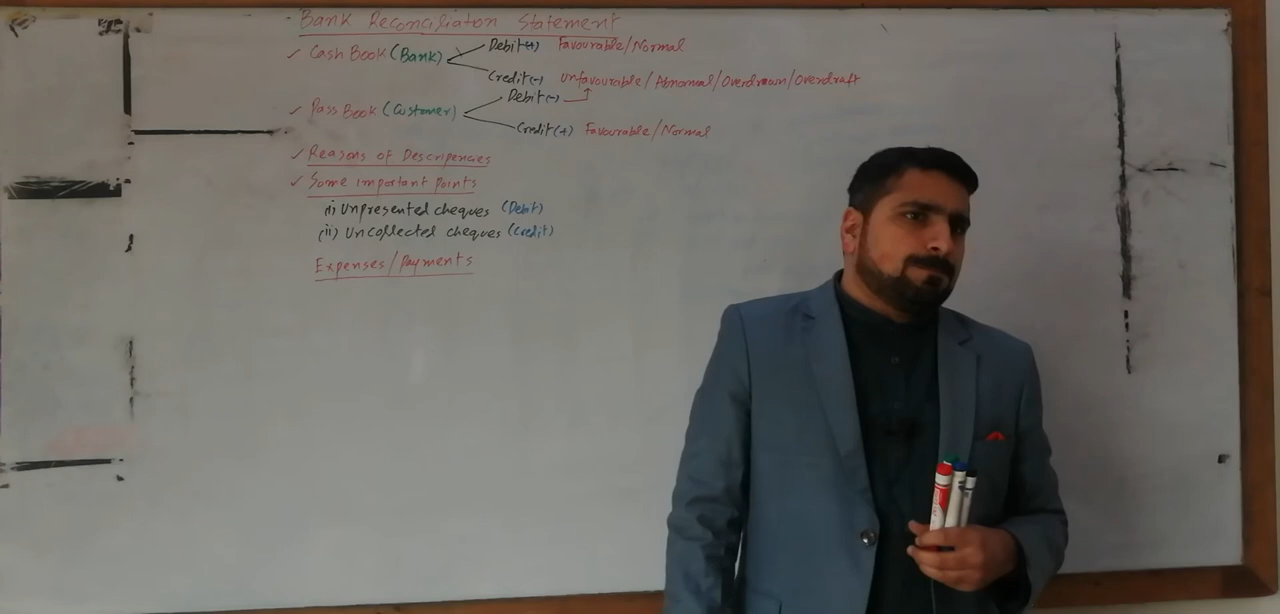 Bank Reconciliaton Statement
✓ Cash Book (Bank) Debit(+) Favourable/Normal
Credit(-) Unfavourable/Abnormal/Overdrawn/Overdraft
✓ Pass Book (Customer) Debit(-)
Credit(+) Favourable/Normal
✓ Reasons of Descripencies
✓ Some important points
(i) Unpresented cheques (Debit)
(ii) Uncollected cheques (Credit)
Expenses/Payments